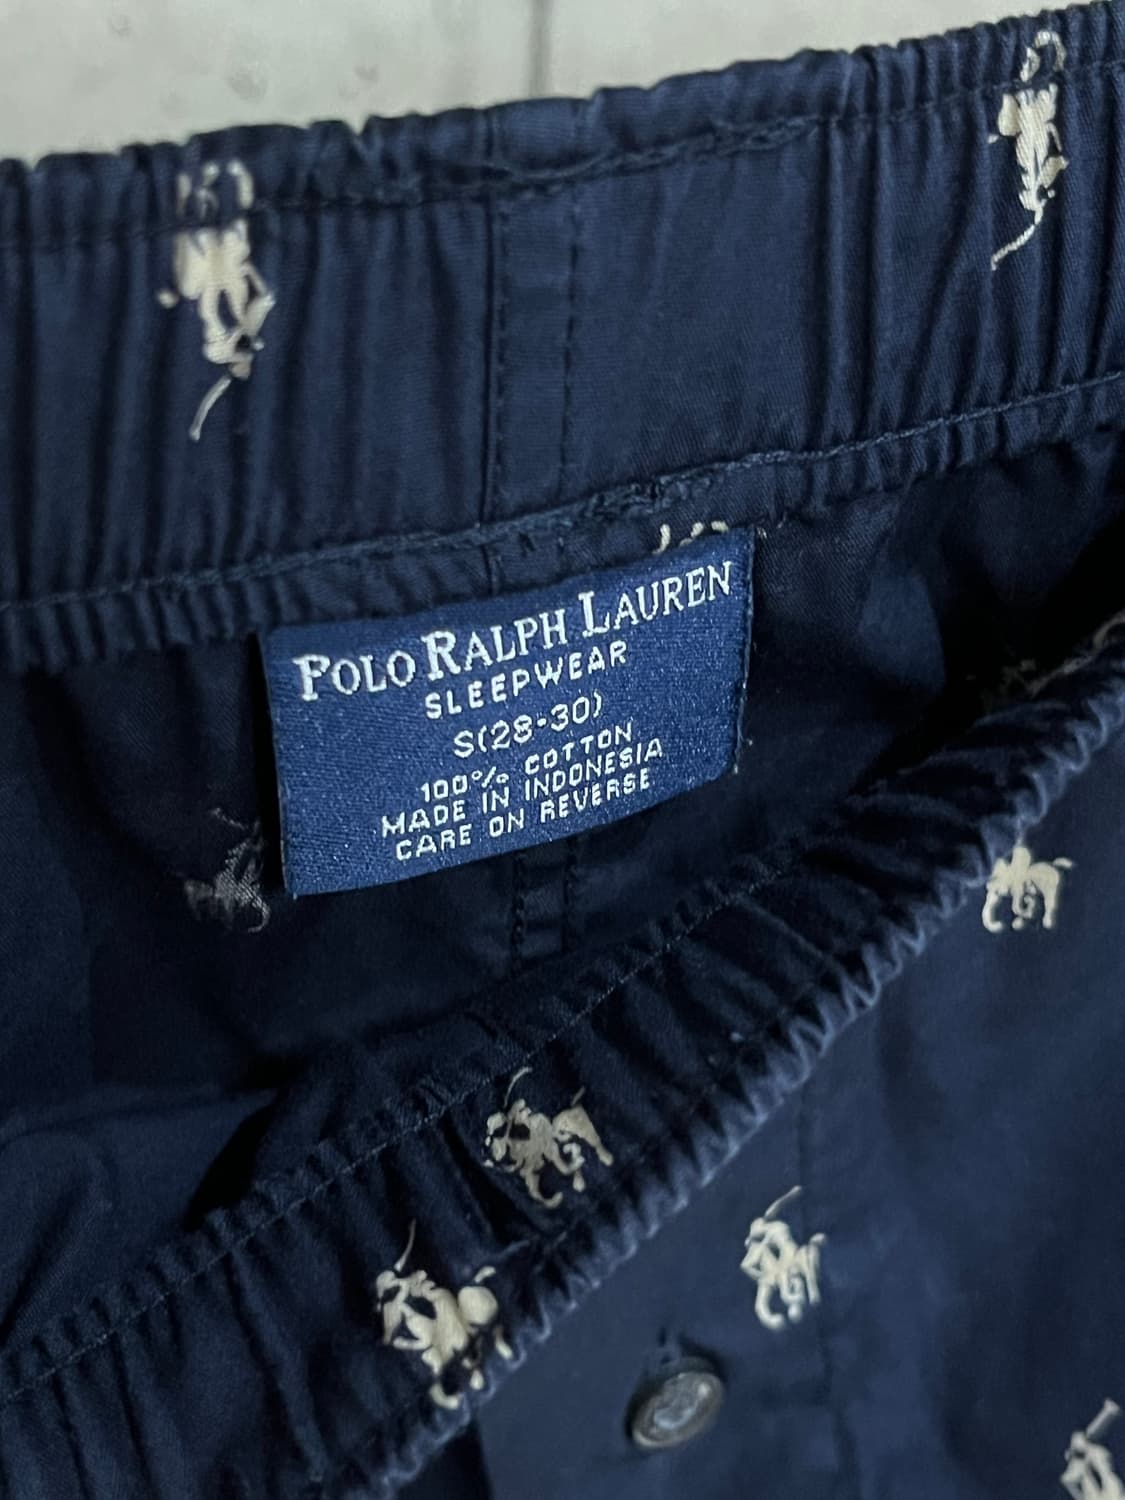 POLO RALPH LAUREN
SLEEPWEAR
S(28-30)
100% COTTON
MADE IN INDONESIA
CARE ON REVERSE